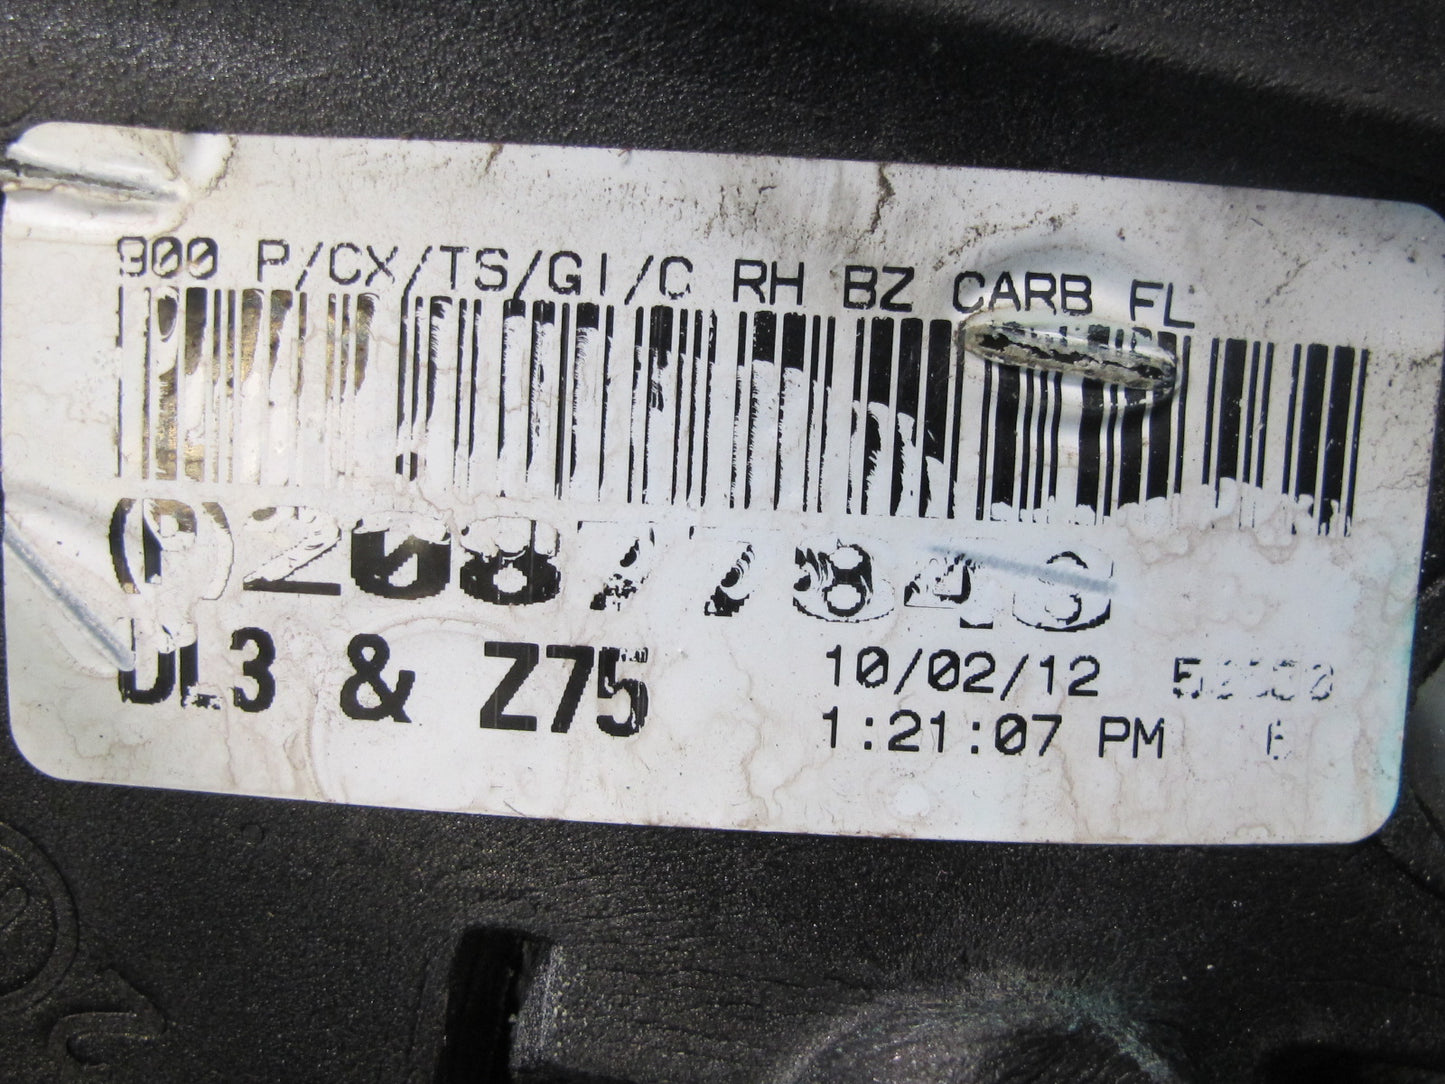 900 P/CX/TS/GI/C RH BZ CARB FL
DL3 & Z75
10/02/12
1:21:07 PM